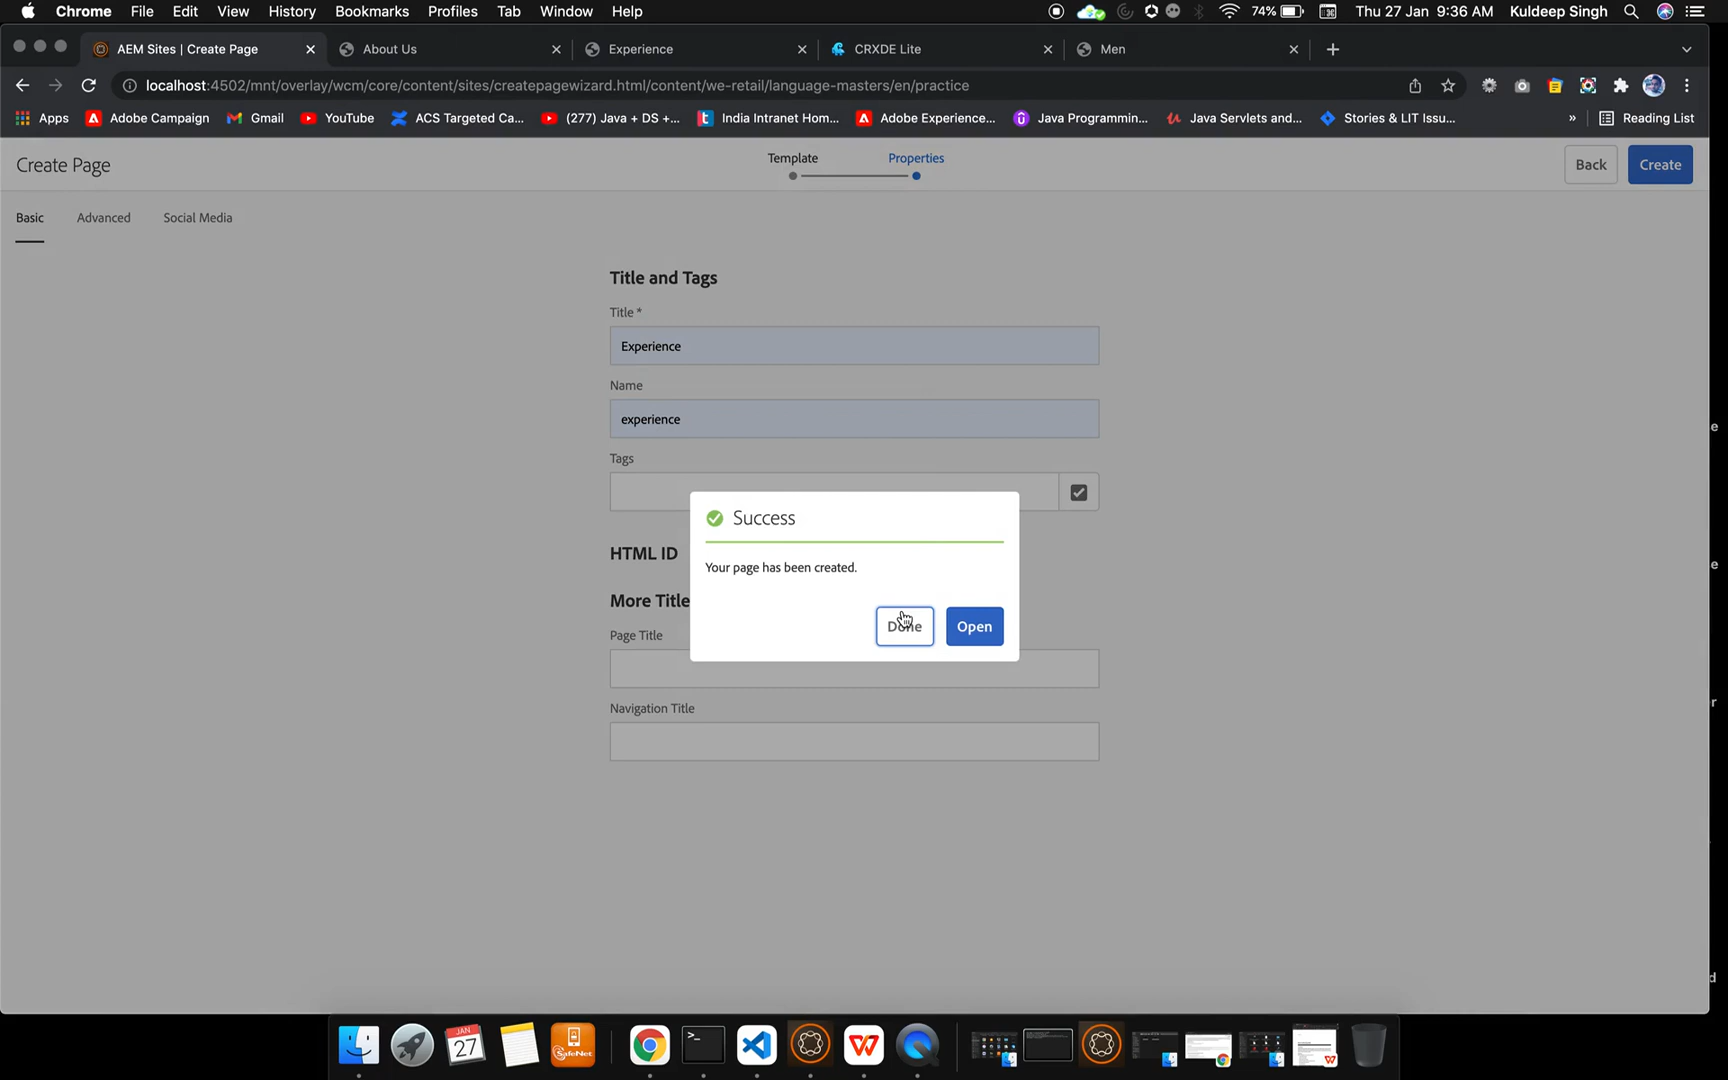 Chrome File Edit View History Bookmarks Profiles Tab Window Help 74% Thu 27 Jan 9:36 AM Kuldeep Singh
AEM Sites | Create Page About Us Experience CRXDE Lite Men
localhost:4502/mnt/overlay/wcm/core/content/sites/createpagewizard.html/content/we-retail/language-masters/en/practice
Apps Adobe Campaign Gmail YouTube ACS Targeted Ca... (277) Java + DS +... India Intranet Hom... Adobe Experience... Java Programmin... Java Servlets and... Stories & LIT Issu... » Reading List
Create Page Template Properties Back Create
Basic Advanced Social Media
Title and Tags
Title *
Experience
Name
experience
Tags
Success
HTML ID
Your page has been created.
More Title
Done Open
Page Title
Navigation Title
JAN
27
SafeNet